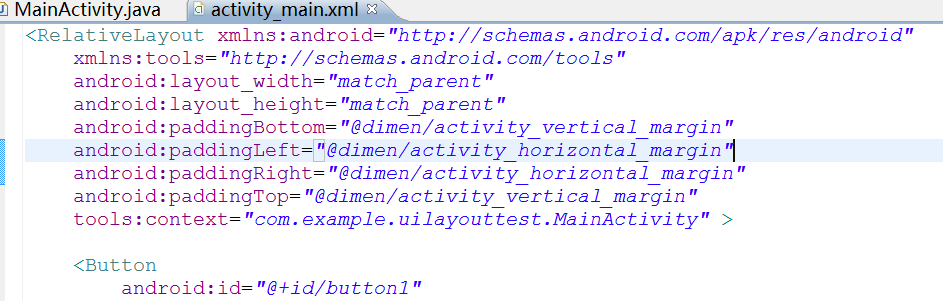 MainActivity.java activity_main.xml
<RelativeLayout xmlns:android="http://schemas.android.com/apk/res/android"
xmlns:tools="http://schemas.android.com/tools"
android:layout_width="match_parent"
android:layout_height="match_parent"
android:paddingBottom="@dimen/activity_vertical_margin"
android:paddingLeft="@dimen/activity_horizontal_margin"
android:paddingRight="@dimen/activity_horizontal_margin"
android:paddingTop="@dimen/activity_vertical_margin"
tools:context="com.example.uilayouttest.MainActivity" >
<Button
android:id="@+id/button1"